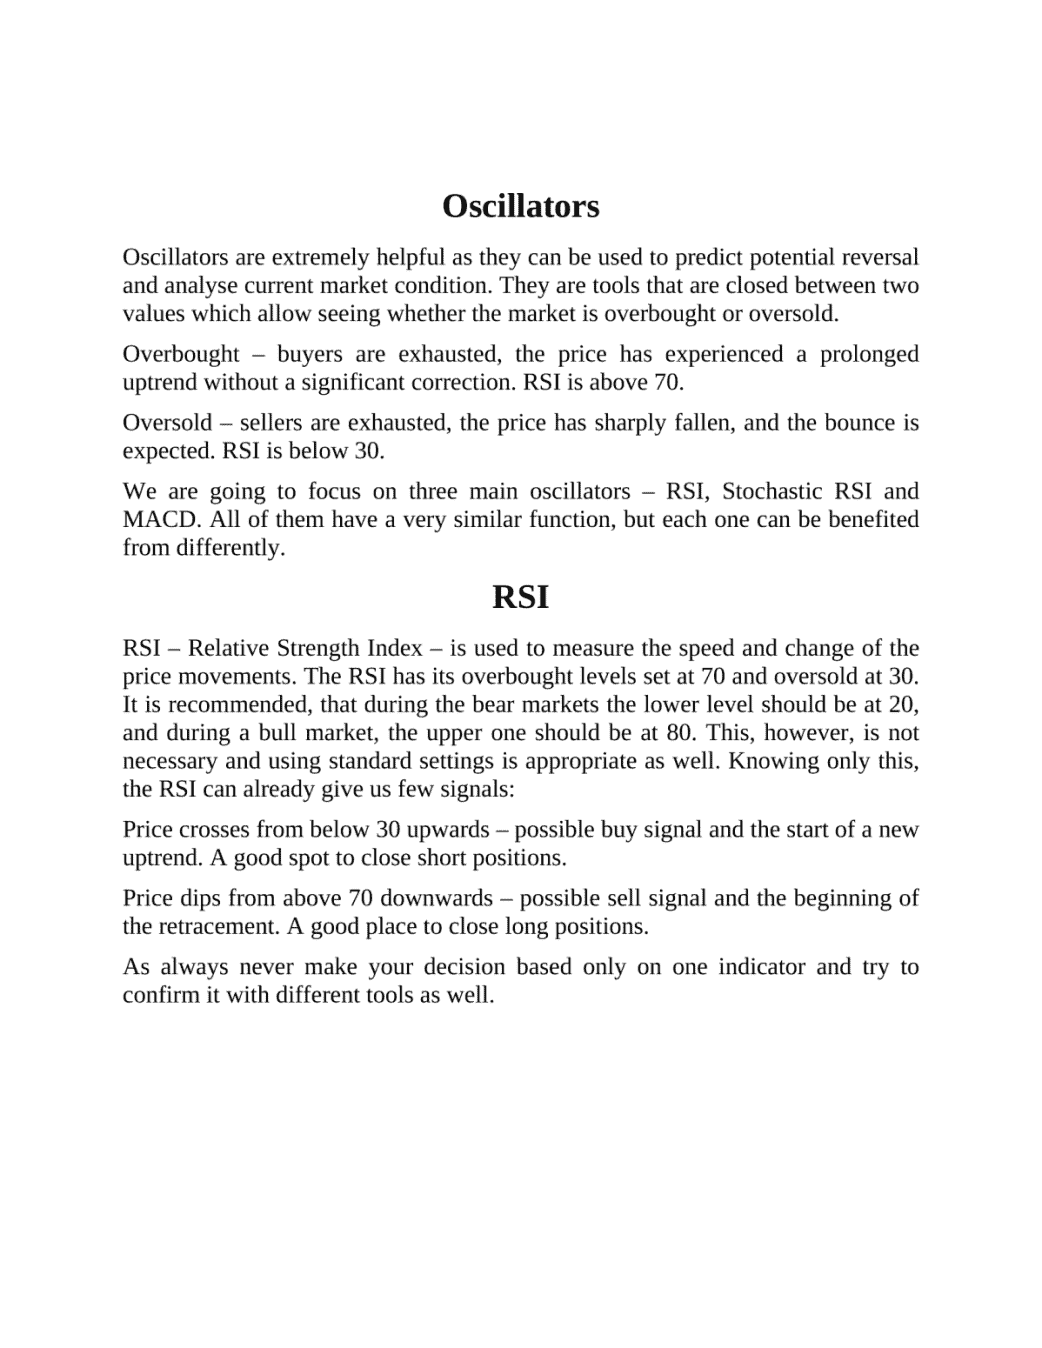 Oscillators
Oscillators are extremely helpful as they can be used to predict potential reversal
and analyse current market condition. They are tools that are closed between two
values which allow seeing whether the market is overbought or oversold.
Overbought – buyers are exhausted, the price has experienced a prolonged
uptrend without a significant correction. RSI is above 70.
Oversold – sellers are exhausted, the price has sharply fallen, and the bounce is
expected. RSI is below 30.
We are going to focus on three main oscillators – RSI, Stochastic RSI and
MACD. All of them have a very similar function, but each one can be benefited
from differently.
RSI
RSI – Relative Strength Index – is used to measure the speed and change of the
price movements. The RSI has its overbought levels set at 70 and oversold at 30.
It is recommended, that during the bear markets the lower level should be at 20,
and during a bull market, the upper one should be at 80. This, however, is not
necessary and using standard settings is appropriate as well. Knowing only this,
the RSI can already give us few signals:
Price crosses from below 30 upwards – possible buy signal and the start of a new
uptrend. A good spot to close short positions.
Price dips from above 70 downwards – possible sell signal and the beginning of
the retracement. A good place to close long positions.
As always never make your decision based only on one indicator and try to
confirm it with different tools as well.